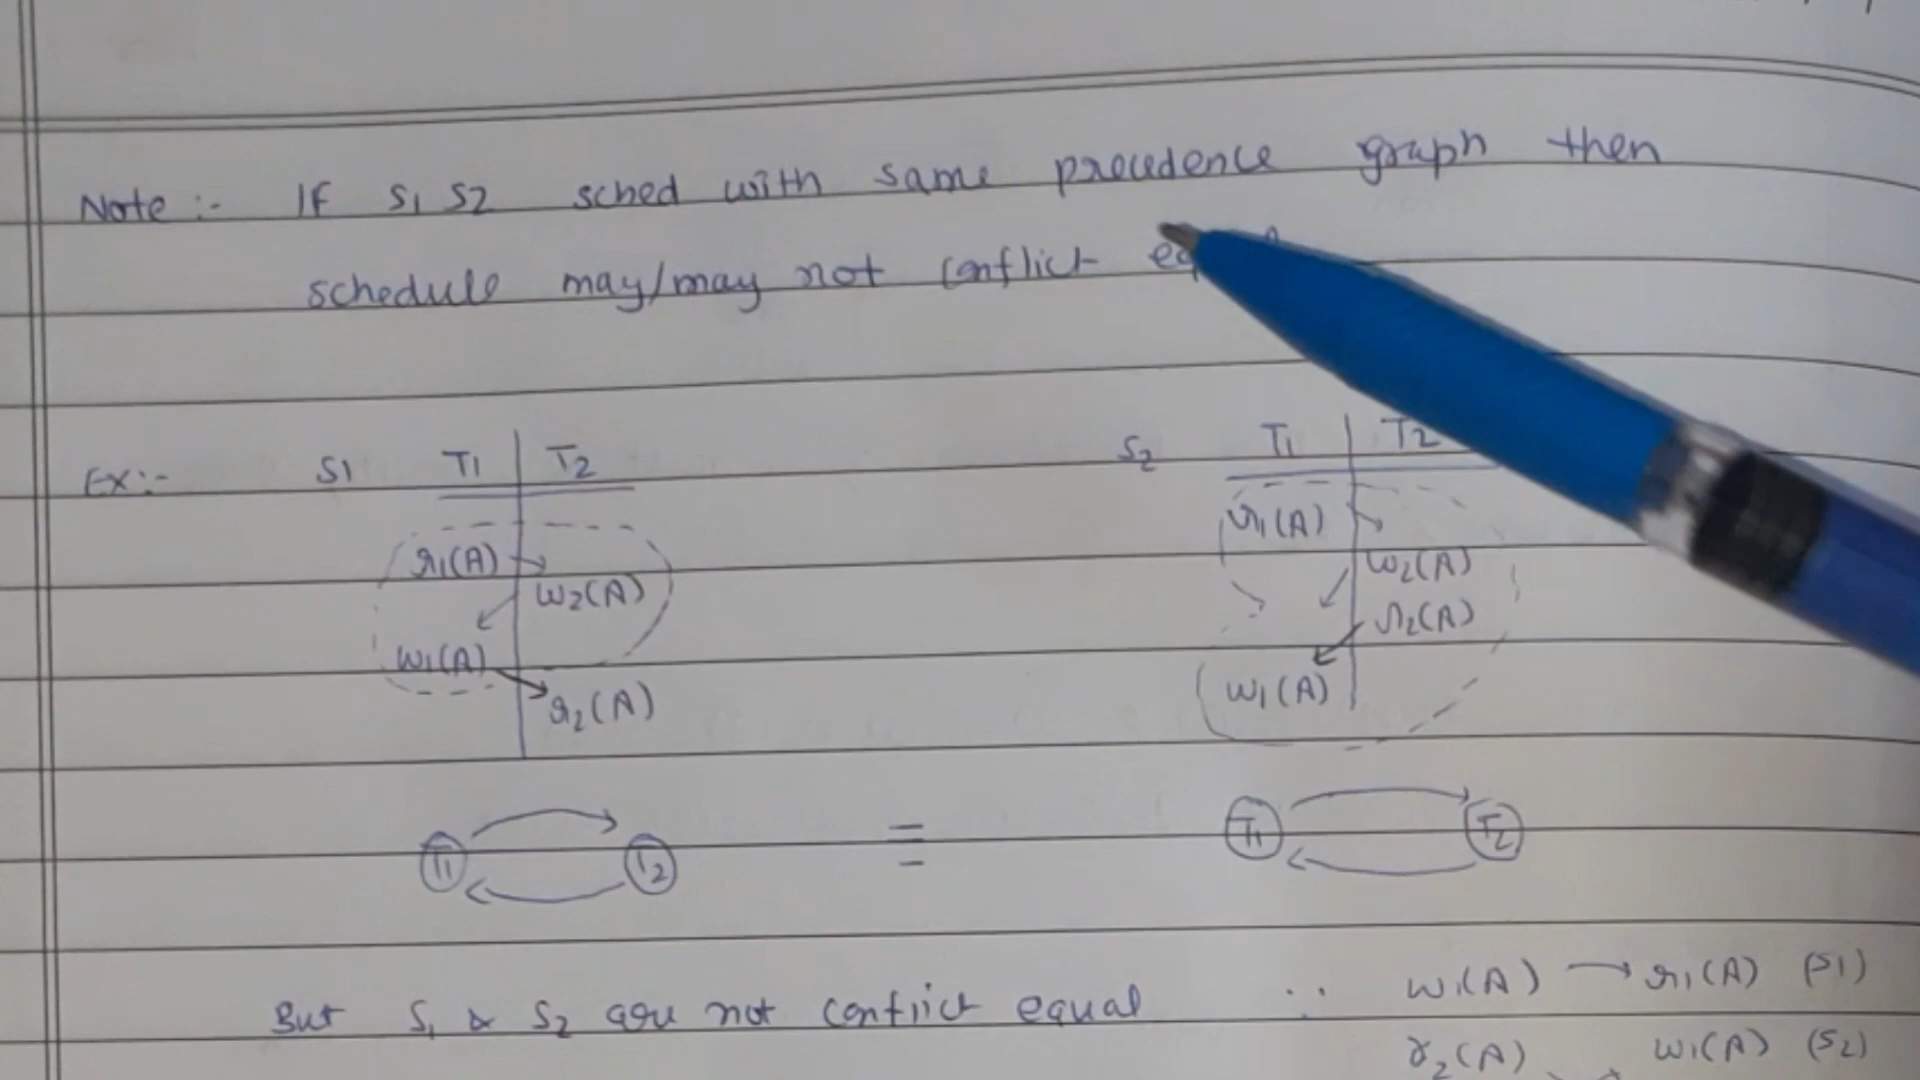 Note :- If S1 S2 sched with same precedence graph then
schedule may/may not conflict
Ex:- S1 T1 T2
r1(A)
w2(A)
w1(A)
r2(A)
S2 T1 T2
r1(A)
w2(A)
r2(A)
w1(A)
T1 T2 = T1 T2
But S1 & S2 are not conflict equal ∵ w1(A) → r1(A) (S1)
r2(A) w1(A) (S2)